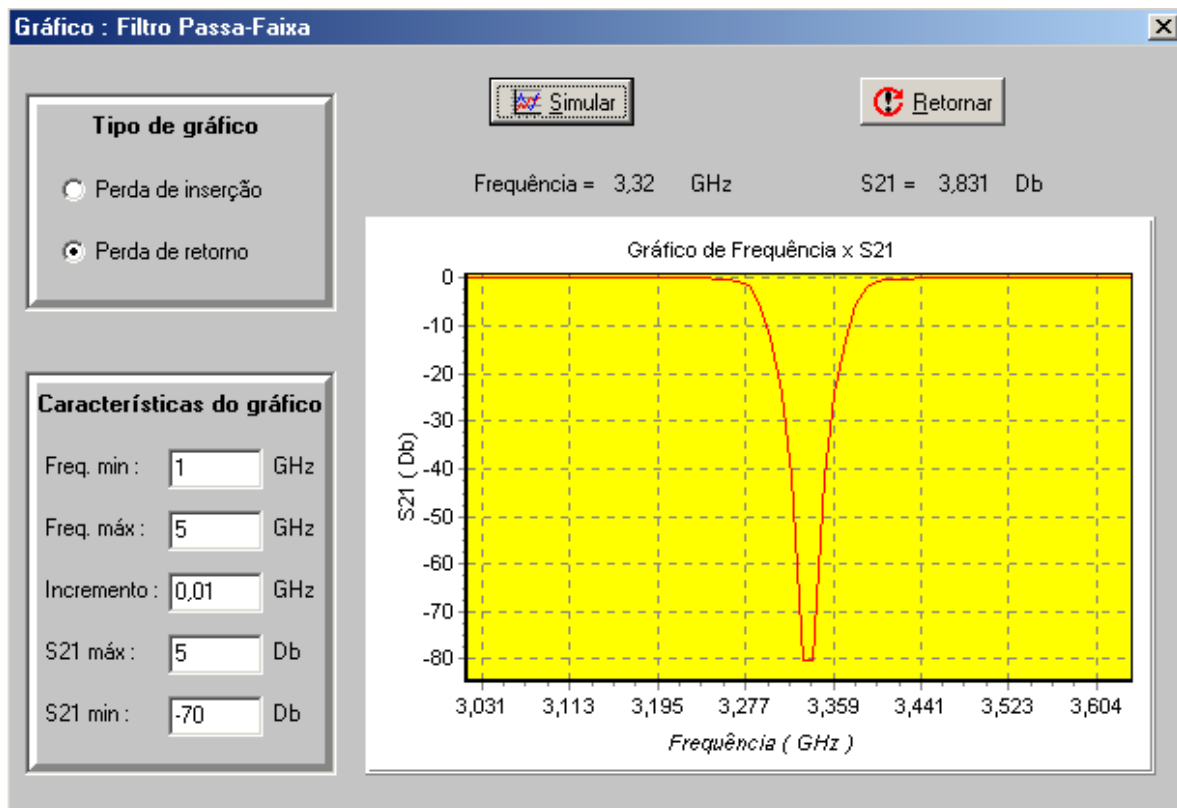 Gráfico : Filtro Passa-Faixa
Simular
Retornar
Tipo de gráfico
Perda de inserção
Perda de retorno
Frequência = 3,32 GHz S21 = 3,831 Db
Gráfico de Frequência x S21
0
-10
-20
-30
-40
-50
-60
-70
-80
S21 ( Db)
3,031 3,113 3,195 3,277 3,359 3,441 3,523 3,604
Frequência ( GHz )
Características do gráfico
Freq. min : 1 GHz
Freq. máx : 5 GHz
Incremento : 0,01 GHz
S21 máx : 5 Db
S21 min : -70 Db